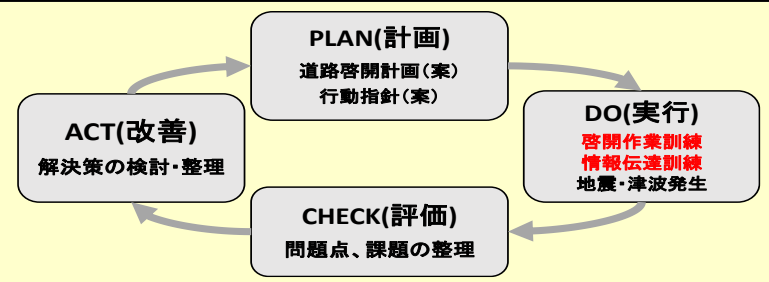 PLAN(計画)
道路啓開計画(案)
行動指針(案)
DO(実行)
啓開作業訓練
情報伝達訓練
地震・津波発生
CHECK(評価)
問題点、課題の整理
ACT(改善)
解決策の検討・整理